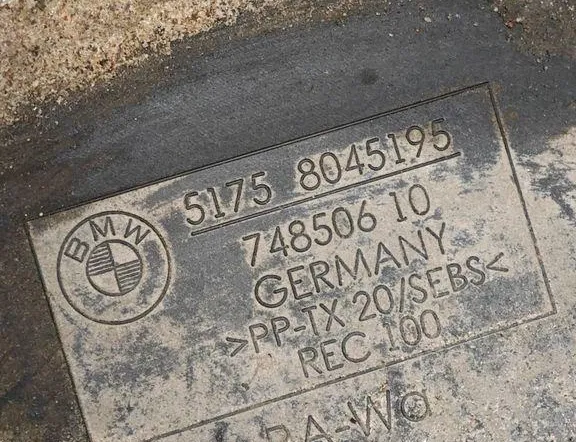 BMW
5175 8045195
748506 10
GERMANY
>PP-TX 20/SEBS<
REC 100